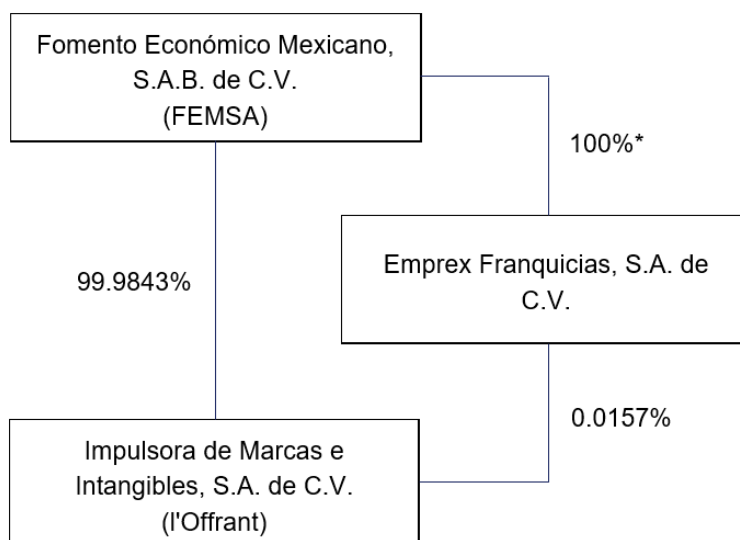 Fomento Económico Mexicano,
S.A.B. de C.V.
(FEMSA)
100%*
Emprex Franquicias, S.A. de
C.V.
99.9843%
0.0157%
Impulsora de Marcas e
Intangibles, S.A. de C.V.
(l'Offrant)